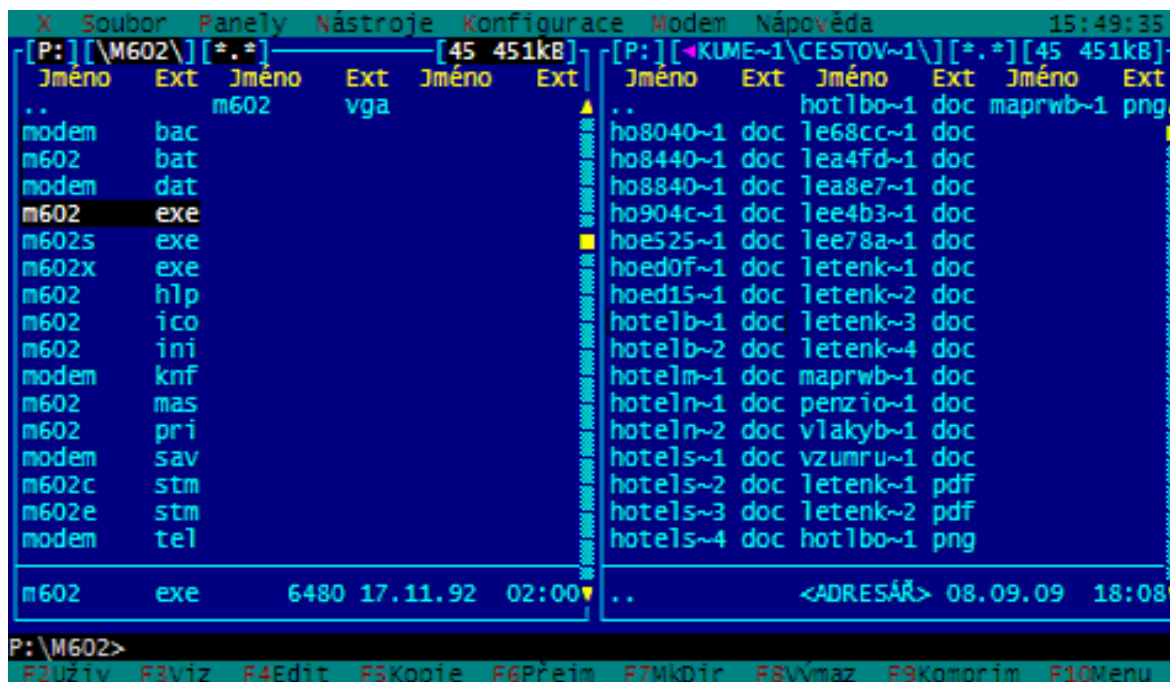 X Soubor Panely Nástroje Konfigurace Modem Nápověda 15:49:35
[P:][\M602\][*.*] [45 451kB] [P:][◄KUME~1\CESTOV~1\][*.*][45 451kB]
Jméno Ext Jméno Ext Jméno Ext Jméno Ext Jméno Ext Jméno Ext
.. m602 vga .. hotlbo~1 doc maprwb~1 png
modem bac ho8040~1 doc le68cc~1 doc
m602 bat ho8440~1 doc lea4fd~1 doc
modem dat ho8840~1 doc lea8e7~1 doc
m602 exe ho904c~1 doc lee4b3~1 doc
m602s exe hoe525~1 doc lee78a~1 doc
m602x exe hoed0f~1 doc letenk~1 doc
m602 hlp hoed15~1 doc letenk~2 doc
m602 ico hotelb~1 doc letenk~3 doc
m602 ini hotelb~2 doc letenk~4 doc
modem knf hotelm~1 doc maprwb~1 doc
m602 mas hoteln~1 doc penzio~1 doc
m602 pri hoteln~2 doc vlakyb~1 doc
modem sav hotels~1 doc vzumru~1 doc
m602c stm hotels~2 doc letenk~1 pdf
m602e stm hotels~3 doc letenk~2 pdf
modem tel hotels~4 doc hotlbo~1 png
m602 exe 6480 17.11.92 02:00 .. <ADRESÁŘ> 08.09.09 18:08
P:\M602>
F2Uživ F3Viz F4Edit F5Kopie F6Přejm F7MkDir F8Výmaz F9Komprim F10Menu